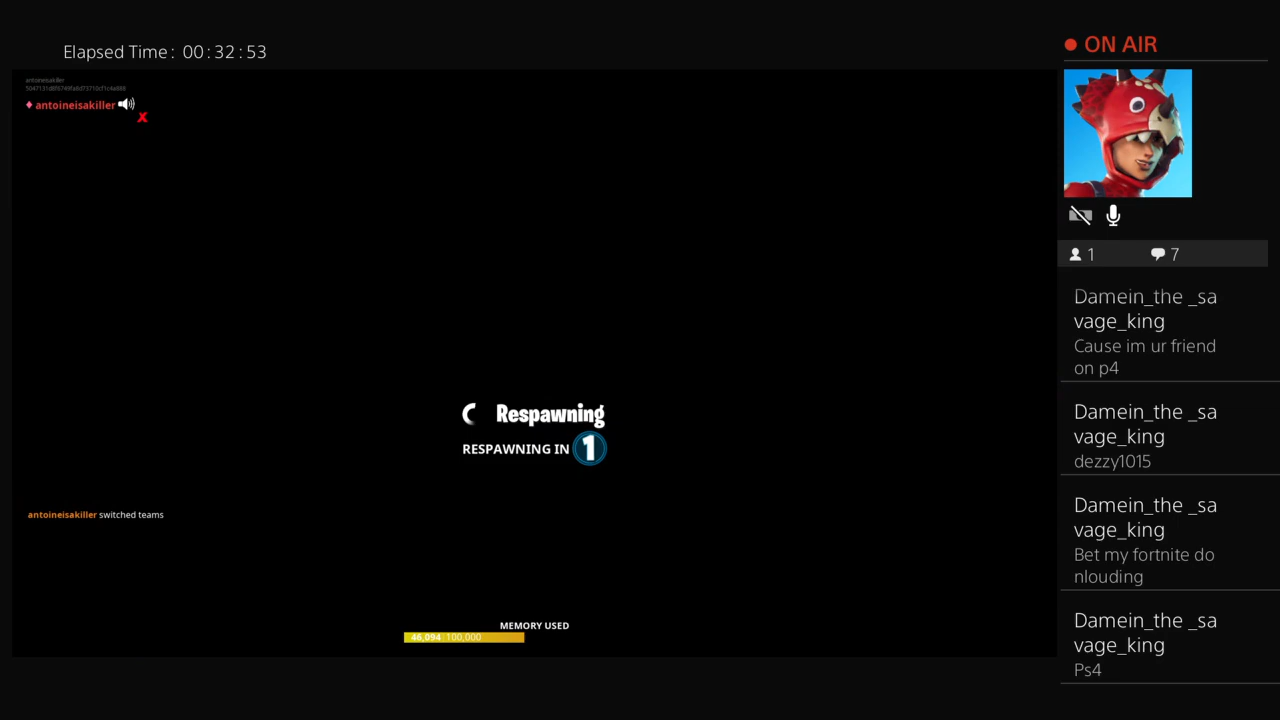 Elapsed Time: 00:32:53
ON AIR
antoineisakiller
antoineisakiller
X
1
7
Damein_the _sa
vage_king
Cause im ur friend
on p4
Damein_the _sa
vage_king
dezzy1015
Damein_the _sa
vage_king
Bet my fortnite do
nlouding
Damein_the _sa
vage_king
Ps4
Respawning
RESPAWNING IN 1
antoineisakiller switched teams
MEMORY USED
46,094 100,000